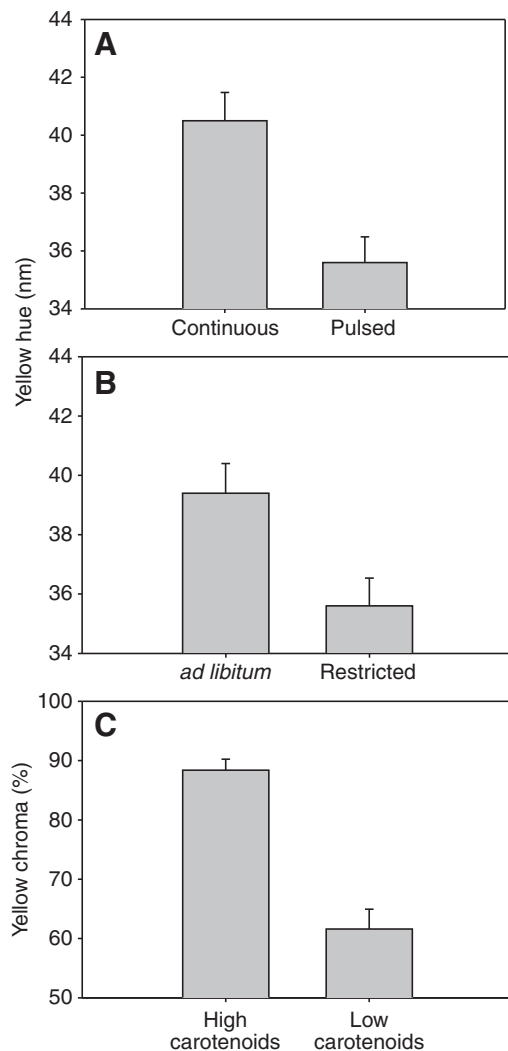 A
44
42
40
38
36
34
Continuous Pulsed
Yellow hue (nm)
B
44
42
40
38
36
34
ad libitum Restricted
C
100
90
80
70
60
50
Yellow chroma (%)
High Low
carotenoids carotenoids